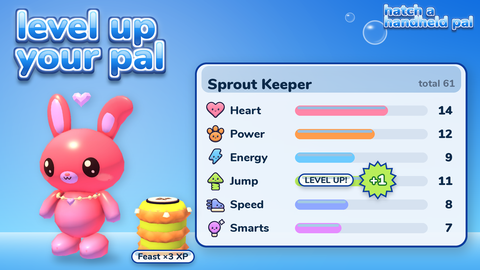 level up
your pal
hatch a
handheld pal
Sprout Keeper
total 61
Heart
14
Power
12
Energy
9
Jump
LEVEL UP!
+1
11
Speed
8
Smarts
7
Feast ×3 XP